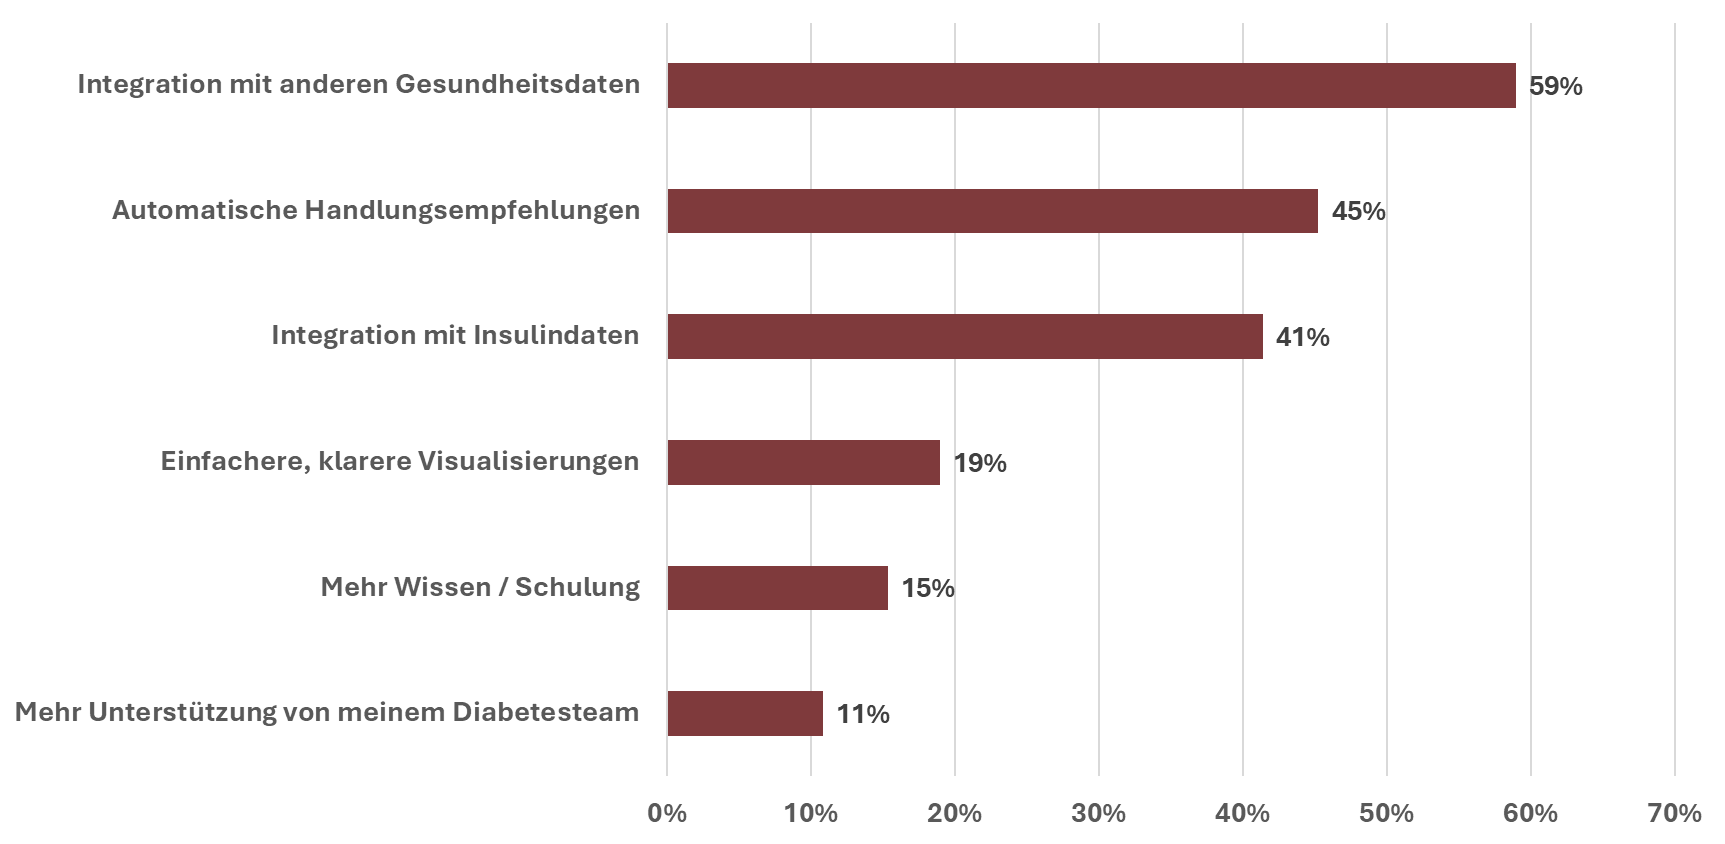 Integration mit anderen Gesundheitsdaten 59%
Automatische Handlungsempfehlungen 45%
Integration mit Insulindaten 41%
Einfachere, klarere Visualisierungen 19%
Mehr Wissen / Schulung 15%
Mehr Unterstützung von meinem Diabetesteam 11%
0% 10% 20% 30% 40% 50% 60% 70%